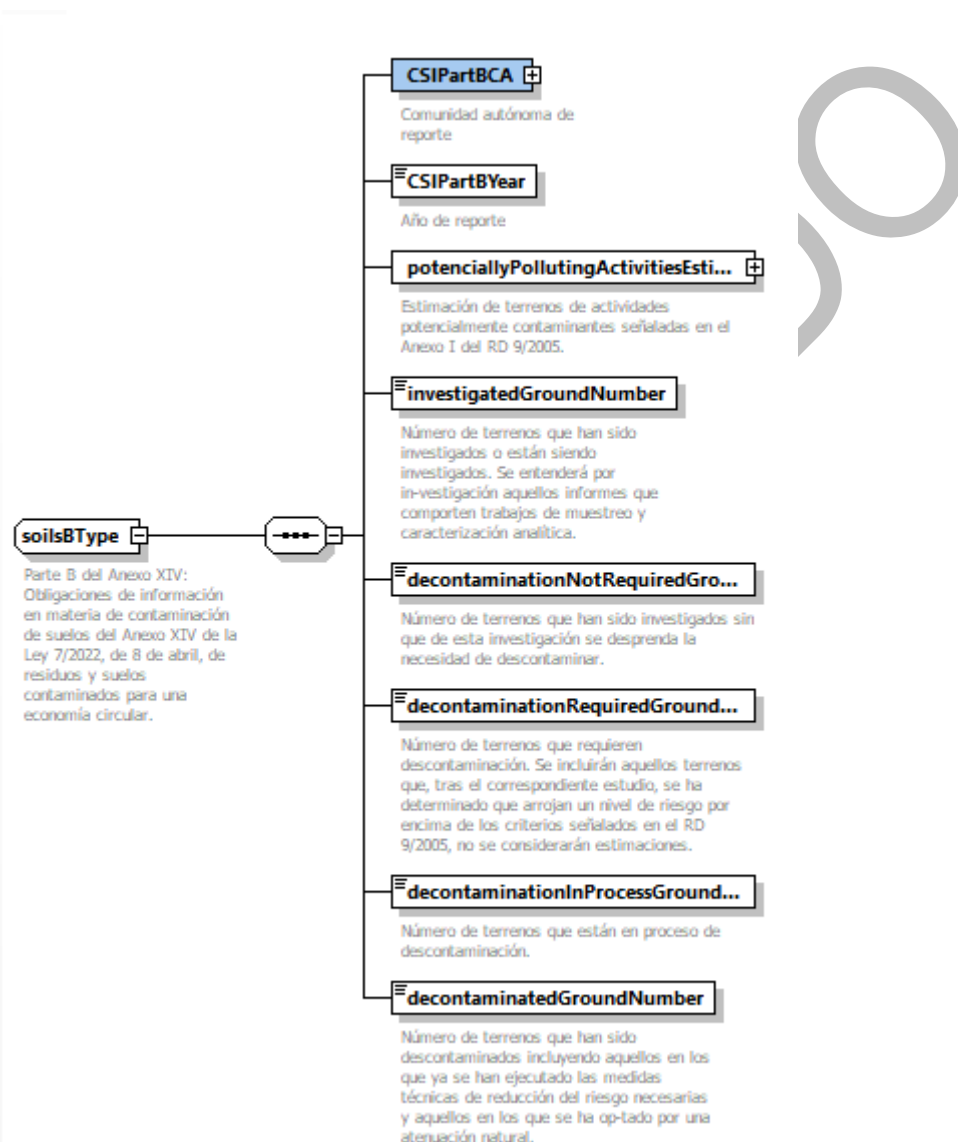 CSIPartBCA
Comunidad autónoma de
reporte
CSIPartBYear
Año de reporte
potenciallyPollutingActivitiesEsti...
Estimación de terrenos de actividades
potencialmente contaminantes señaladas en el
Anexo I del RD 9/2005.
investigatedGroundNumber
Número de terrenos que han sido
investigados o están siendo
investigados. Se entenderá por
in-vestigación aquellos informes que
comporten trabajos de muestreo y
caracterización analítica.
soilsBType
Parte B del Anexo XIV:
Obligaciones de información
en materia de contaminación
de suelos del Anexo XIV de la
Ley 7/2022, de 8 de abril, de
residuos y suelos
contaminados para una
economía circular.
decontaminationNotRequiredGro...
Número de terrenos que han sido investigados sin
que de esta investigación se desprenda la
necesidad de descontaminar.
decontaminationRequiredGround...
Número de terrenos que requieren
descontaminación. Se incluirán aquellos terrenos
que, tras el correspondiente estudio, se ha
determinado que arrojan un nivel de riesgo por
encima de los criterios señalados en el RD
9/2005, no se considerarán estimaciones.
decontaminationInProcessGround...
Número de terrenos que están en proceso de
descontaminación.
decontaminatedGroundNumber
Número de terrenos que han sido
descontaminados incluyendo aquellos en los
que ya se han ejecutado las medidas
técnicas de reducción del riesgo necesarias
y aquellos en los que se ha op-tado por una
atenuación natural.